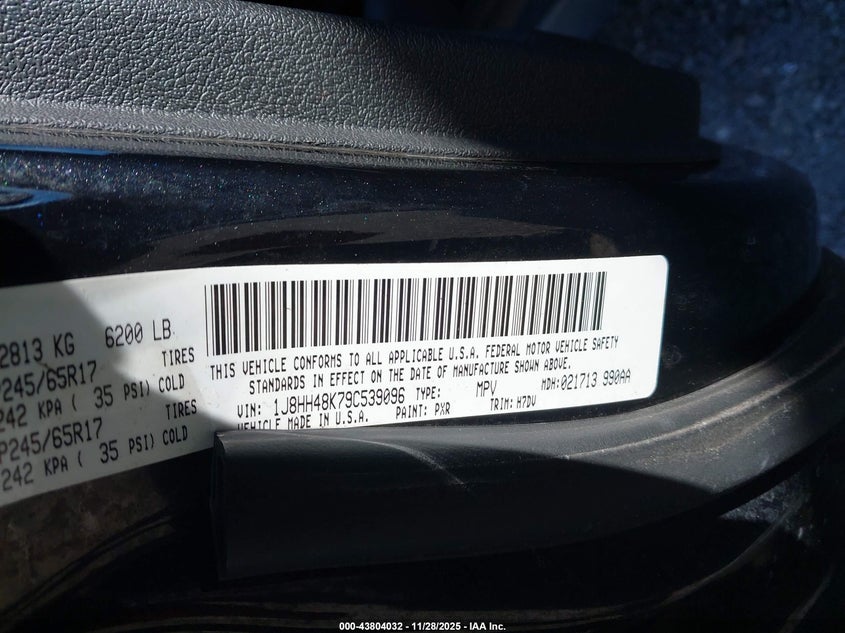 2813 KG 6200 LB
P245/65R17 TIRES
242 KPA ( 35 PSI) COLD
P245/65R17 TIRES
242 KPA ( 35 PSI) COLD
THIS VEHICLE CONFORMS TO ALL APPLICABLE U.S.A. FEDERAL MOTOR VEHICLE SAFETY
STANDARDS IN EFFECT ON THE DATE OF MANUFACTURE SHOWN ABOVE.
VIN: 1J8HH48K79C539096 TYPE: MPV MDH:021713 990AA
VEHICLE MADE IN U.S.A. PAINT: PXR TRIM: H7DV
000-43804032 - 11/28/2025 - IAA Inc.